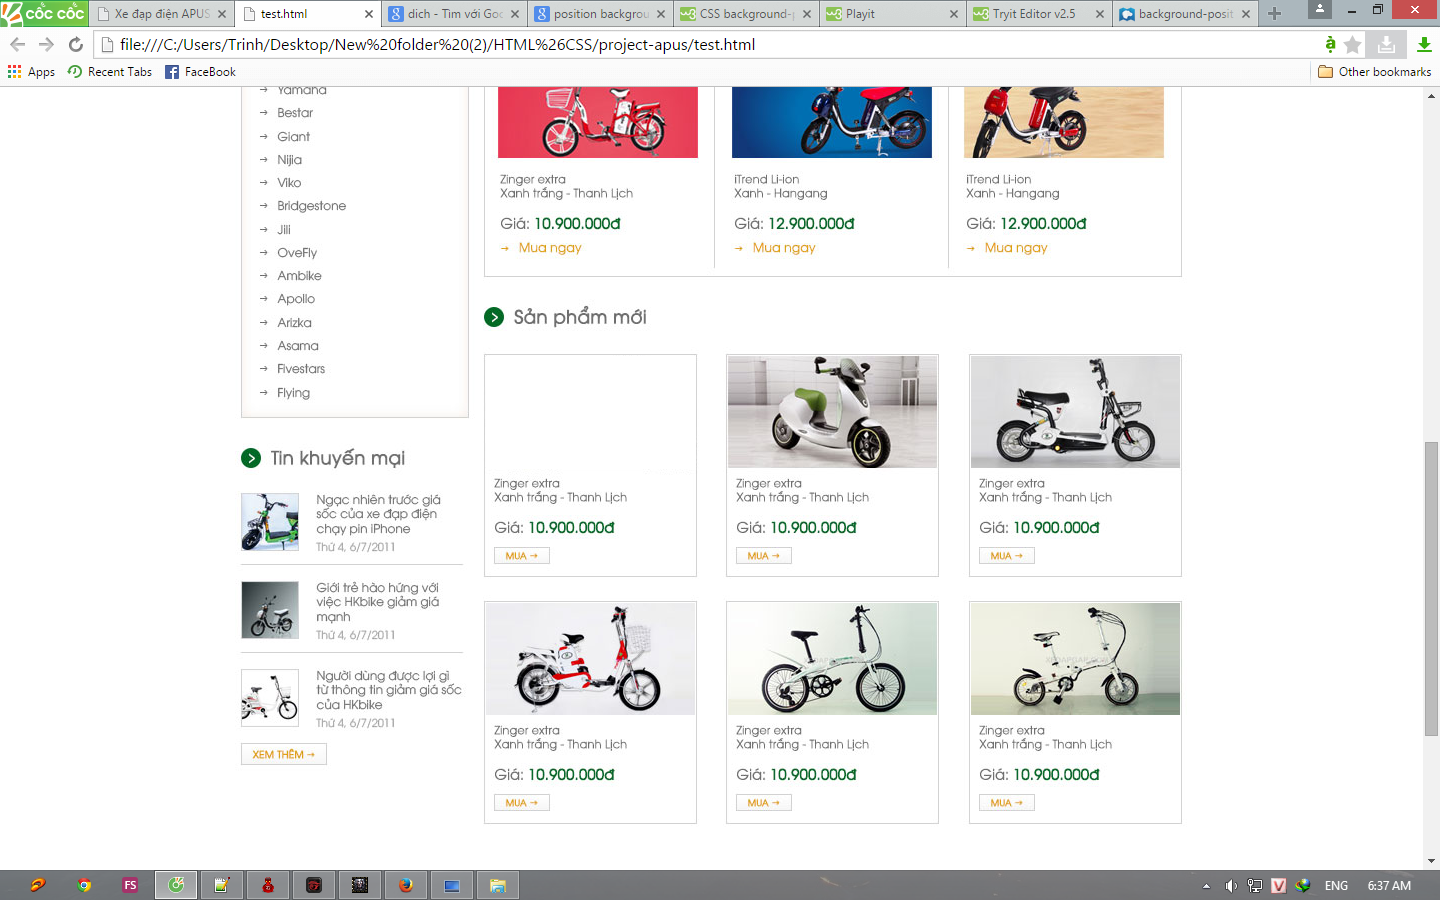 cốc cốc
Xe đạp điện APUS
test.html
dich - Tìm với Goo
position backgrou
CSS background-p
Playit
Tryit Editor v2.5
background-posit
file:///C:/Users/Trinh/Desktop/New%20folder%20(2)/HTML%26CSS/project-apus/test.html
Apps
Recent Tabs
FaceBook
Other bookmarks
Yamaha
Bestar
Giant
Nijia
Viko
Bridgestone
Jili
OveFly
Ambike
Apollo
Arizka
Asama
Fivestars
Flying
Tin khuyến mại
Ngạc nhiên trước giá
sốc của xe đạp điện
chạy pin iPhone
Thứ 4, 6/7/2011
Giới trẻ hào hứng với
việc HKbike giảm giá
mạnh
Thứ 4, 6/7/2011
Người dùng được lợi gì
từ thông tin giảm giá sốc
của HKbike
Thứ 4, 6/7/2011
XEM THÊM →
Zinger extra
Xanh trắng - Thanh Lịch
Giá: 10.900.000đ
→ Mua ngay
iTrend Li-ion
Xanh - Hangang
Giá: 12.900.000đ
→ Mua ngay
iTrend Li-ion
Xanh - Hangang
Giá: 12.900.000đ
→ Mua ngay
Sản phẩm mới
Zinger extra
Xanh trắng - Thanh Lịch
Giá: 10.900.000đ
MUA →
Zinger extra
Xanh trắng - Thanh Lịch
Giá: 10.900.000đ
MUA →
Zinger extra
Xanh trắng - Thanh Lịch
Giá: 10.900.000đ
MUA →
Zinger extra
Xanh trắng - Thanh Lịch
Giá: 10.900.000đ
MUA →
Zinger extra
Xanh trắng - Thanh Lịch
Giá: 10.900.000đ
MUA →
Zinger extra
Xanh trắng - Thanh Lịch
Giá: 10.900.000đ
MUA →
FS
ENG
6:37 AM